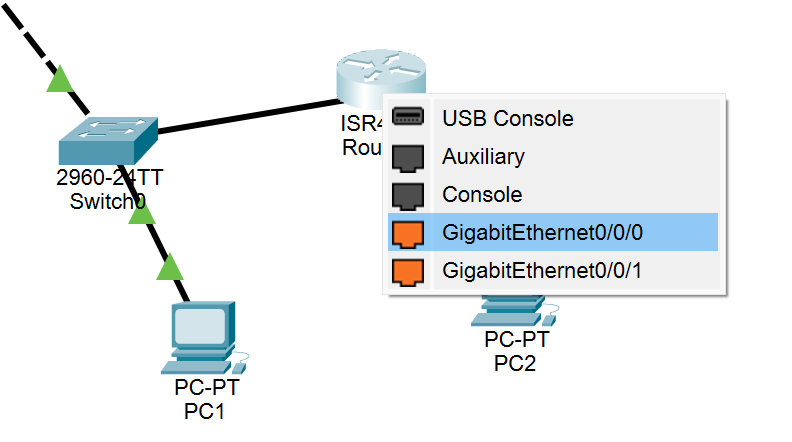 2960-24TT
Switch0
ISR4
Rou
USB Console
Auxiliary
Console
GigabitEthernet0/0/0
GigabitEthernet0/0/1
PC-PT
PC1
PC-PT
PC2